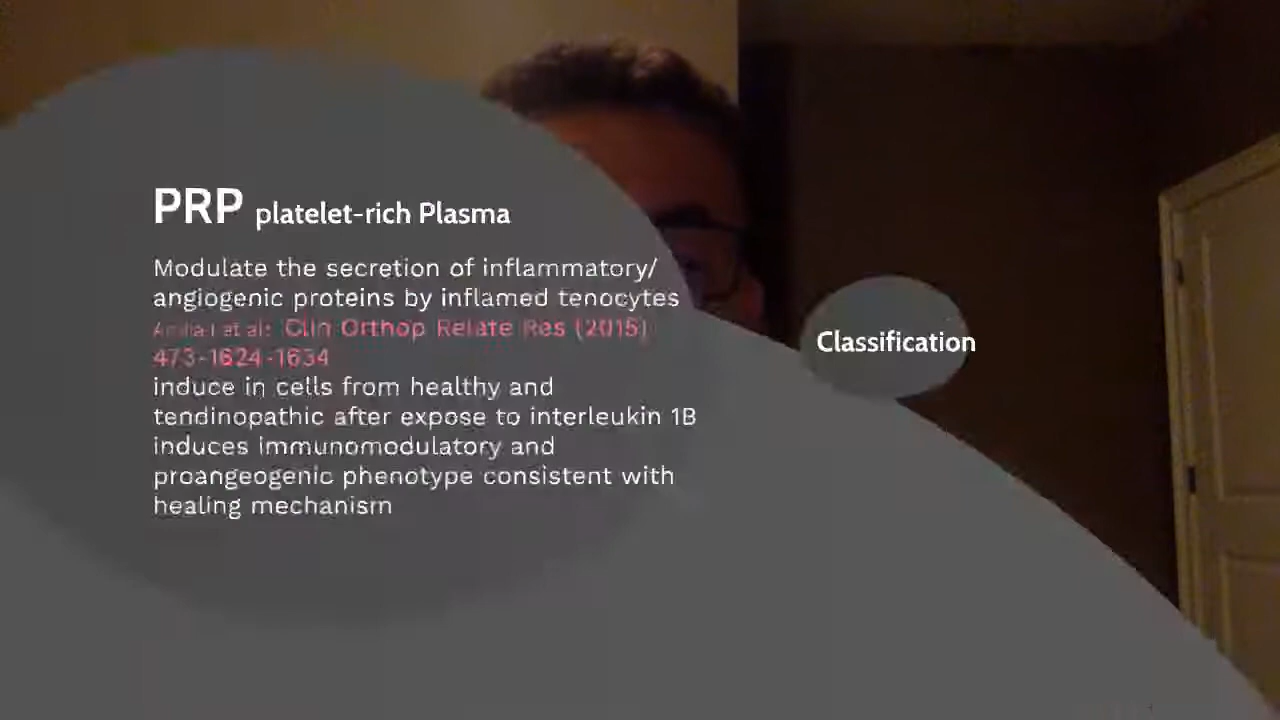 PRP platelet-rich Plasma
Modulate the secretion of inflammatory/
angiogenic proteins by inflamed tenocytes
et al: Clin Orthop Relate Res (2015)
473-1624-1634
induce in cells from healthy and
tendinopathic after expose to interleukin 1B
induces immunomodulatory and
proangeogenic phenotype consistent with
healing mechanism
Classification